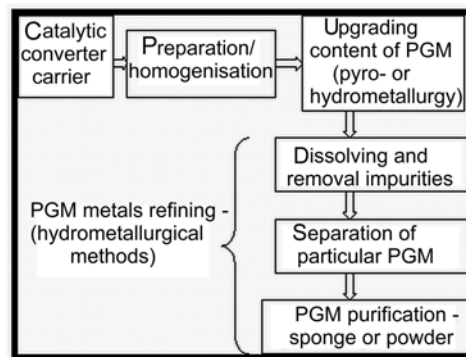 Catalytic
converter
carrier
Preparation/
homogenisation
Upgrading
content of PGM
(pyro- or
hydrometallurgy)
Dissolving and
removal impurities
PGM metals refining -
(hydrometallurgical
methods)
Separation of
particular PGM
PGM purification -
sponge or powder